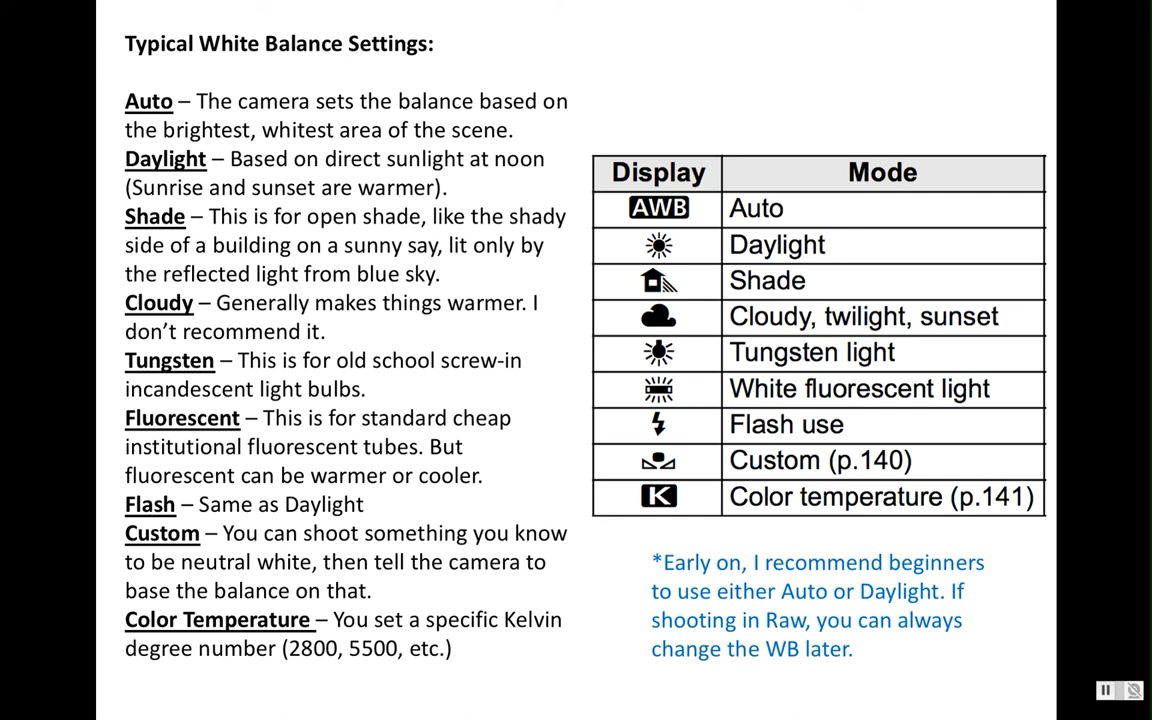 Typical White Balance Settings:
Auto – The camera sets the balance based on
the brightest, whitest area of the scene.
Daylight – Based on direct sunlight at noon
(Sunrise and sunset are warmer).
Shade – This is for open shade, like the shady
side of a building on a sunny say, lit only by
the reflected light from blue sky.
Cloudy – Generally makes things warmer. I
don’t recommend it.
Tungsten – This is for old school screw-in
incandescent light bulbs.
Fluorescent – This is for standard cheap
institutional fluorescent tubes. But
fluorescent can be warmer or cooler.
Flash – Same as Daylight
Custom – You can shoot something you know
to be neutral white, then tell the camera to
base the balance on that.
Color Temperature – You set a specific Kelvin
degree number (2800, 5500, etc.)
Display Mode
AWB Auto
Daylight
Shade
Cloudy, twilight, sunset
Tungsten light
White fluorescent light
Flash use
Custom (p.140)
K Color temperature (p.141)
*Early on, I recommend beginners
to use either Auto or Daylight. If
shooting in Raw, you can always
change the WB later.